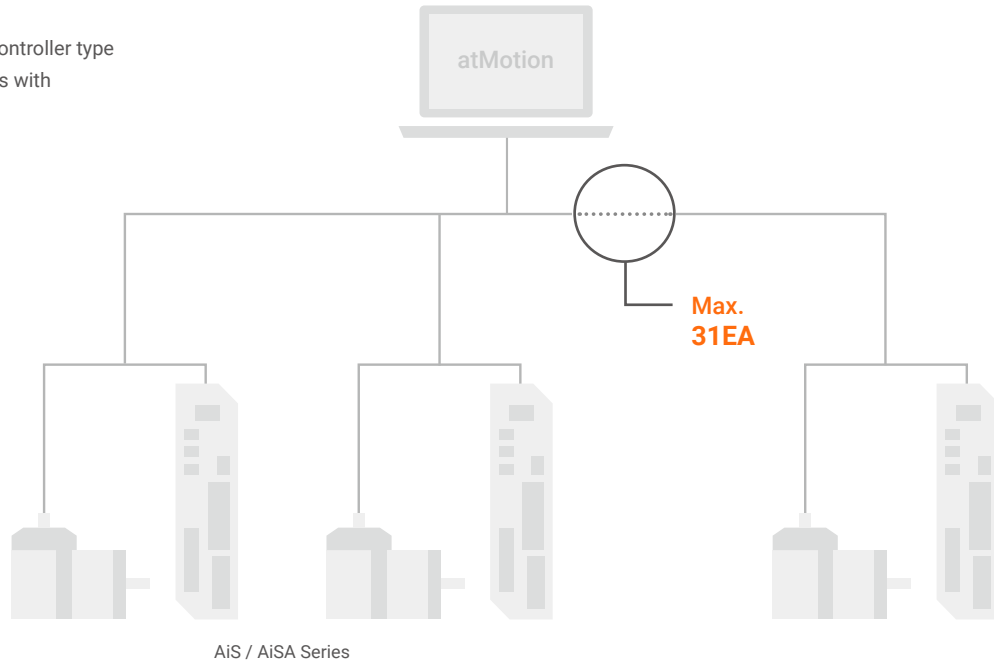 ontroller type
s with
atMotion
Max.
31EA
AiS / AiSA Series